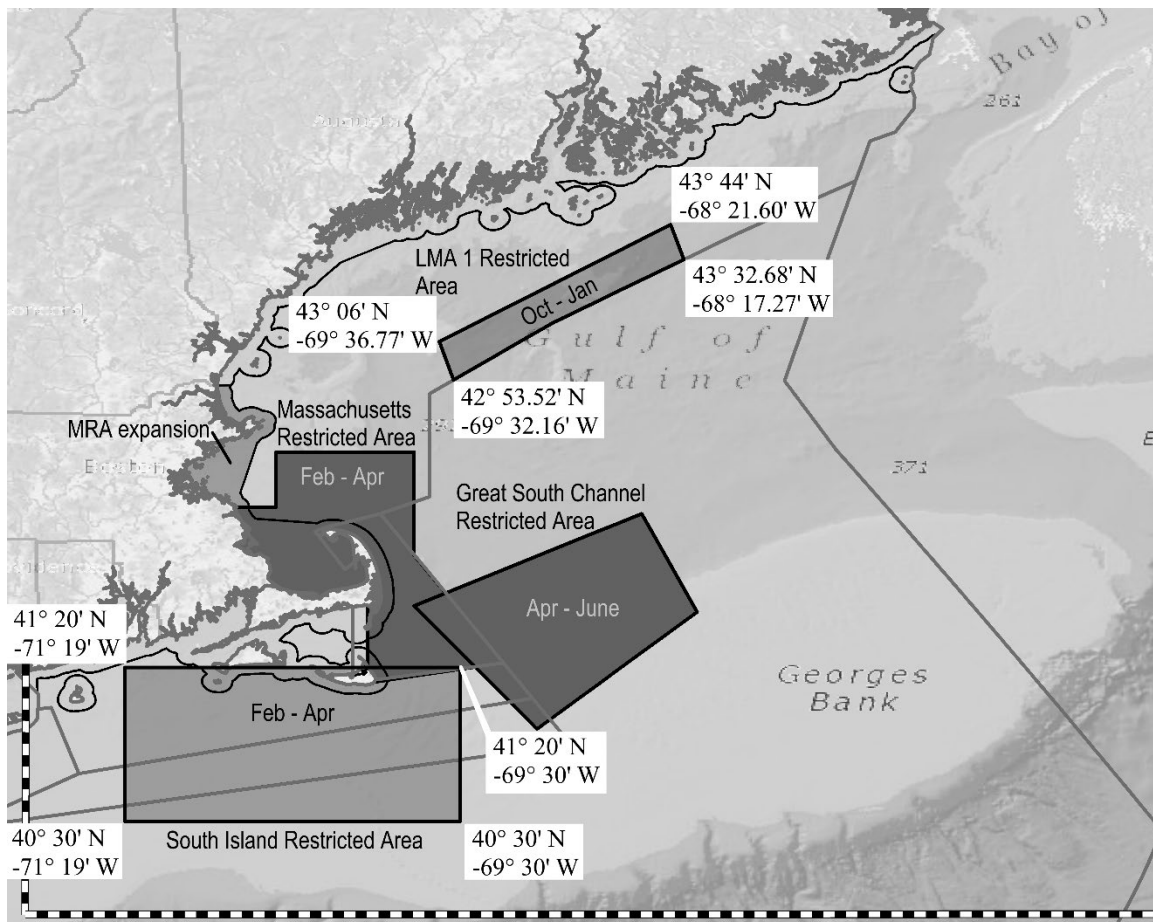 Bay of
261
Augusta
43° 44' N
-68° 21.60' W
LMA 1 Restricted
Area
43° 32.68' N
-68° 17.27' W
43° 06' N
-69° 36.77' W
Oct - Jan
Gulf of
Maine
42° 53.52' N
-69° 32.16' W
Massachusetts
Restricted Area
MRA expansion
Boston
Feb - Apr
371
Great South Channel
Restricted Area
Apr - June
41° 20' N
-71° 19' W
Georges
Bank
Feb - Apr
41° 20' N
-69° 30' W
40° 30' N
-71° 19' W
South Island Restricted Area
40° 30' N
-69° 30' W